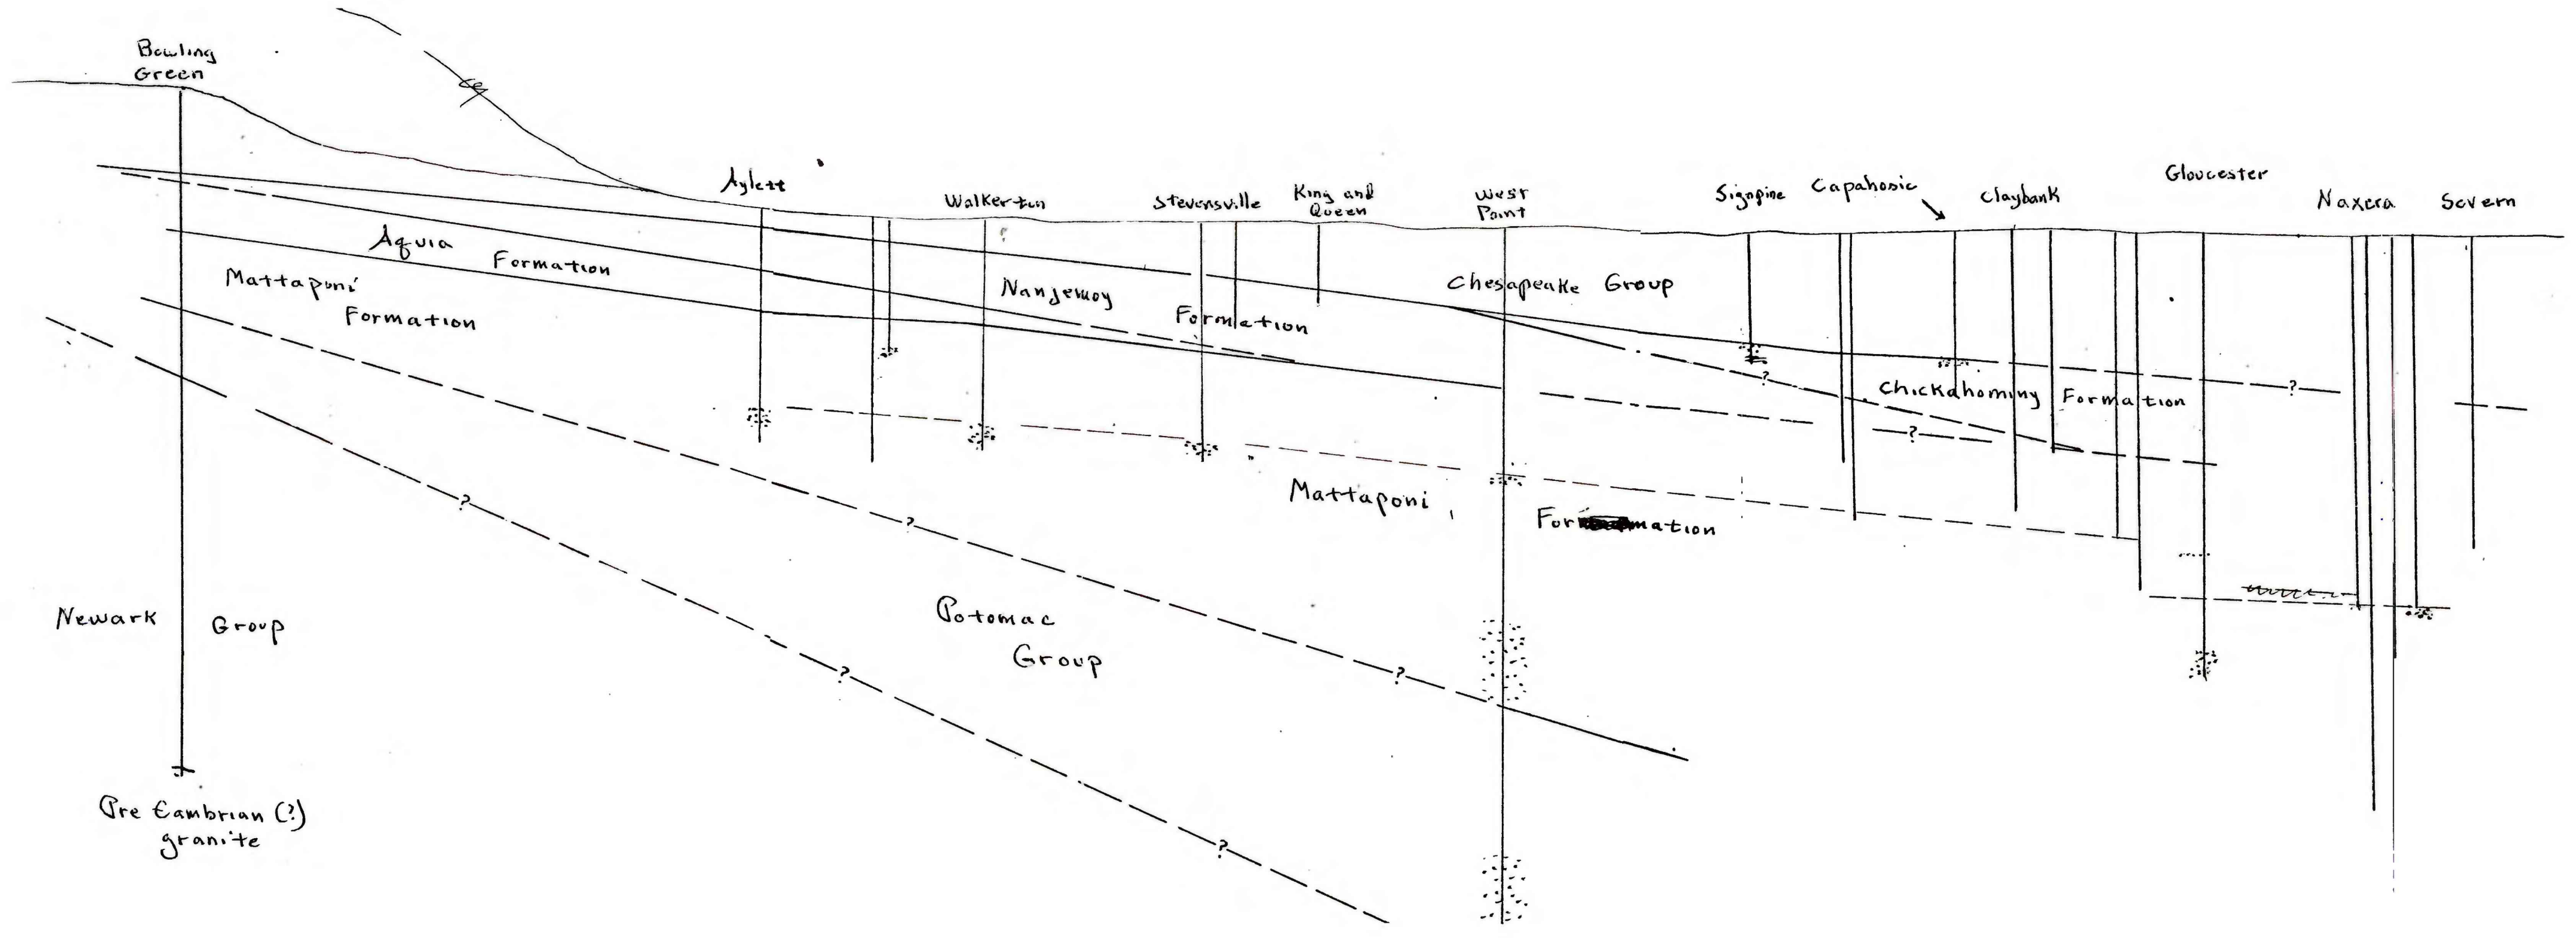 Bowling
Green
Aylett
Walkerton
Stevensville
King and
Queen
West
Point
Signpine
Capahosic
Claybank
Gloucester
Naxera
Severn
Aquia
Formation
Mattaponi
Formation
Nanjemoy
Formation
Chesapeake Group
?
Chickahominy Formation
?
?
?
?
?
Mattaponi
Formation
Potomac
Group
?
?
?
Newark Group
Pre Cambrian (?)
granite